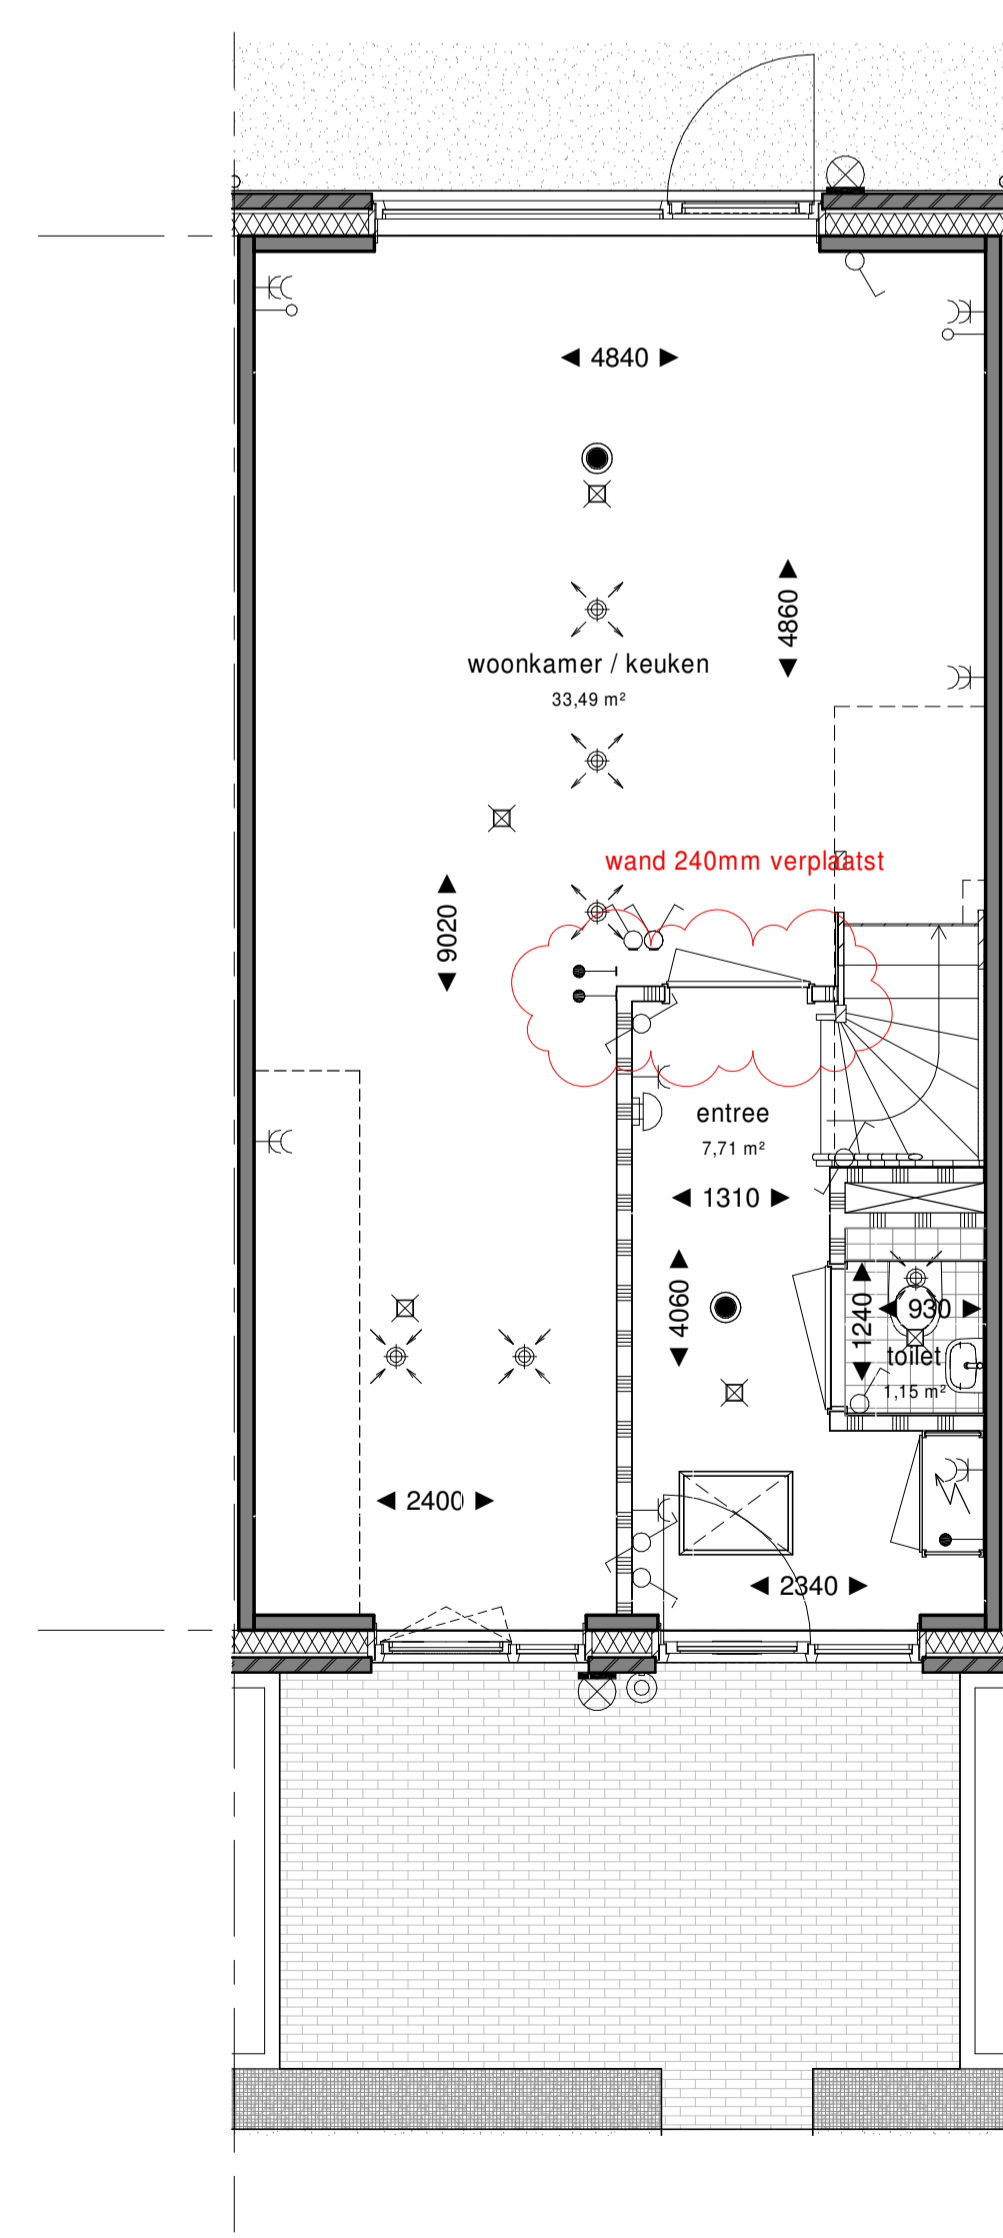 4840
4860
woonkamer / keuken
33,49 m²
wand 240mm verplaatst
9020
entree
7,71 m²
1310
4060
1240
930
toilet
1,15 m²
2400
2340